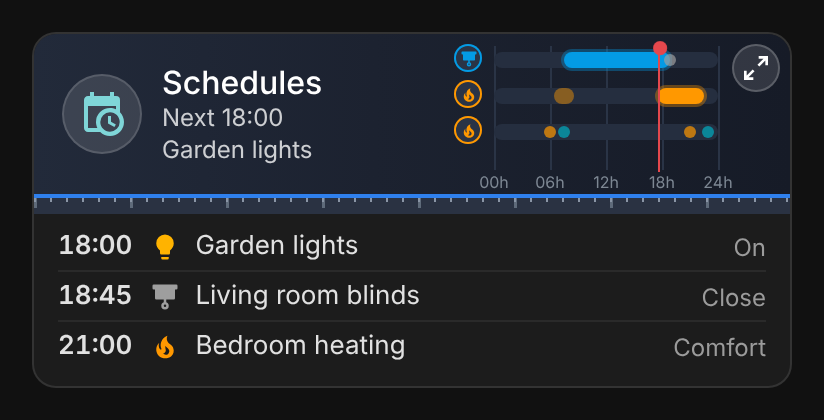 Schedules
Next 18:00
Garden lights
00h 06h 12h 18h 24h
18:00 Garden lights On
18:45 Living room blinds Close
21:00 Bedroom heating Comfort